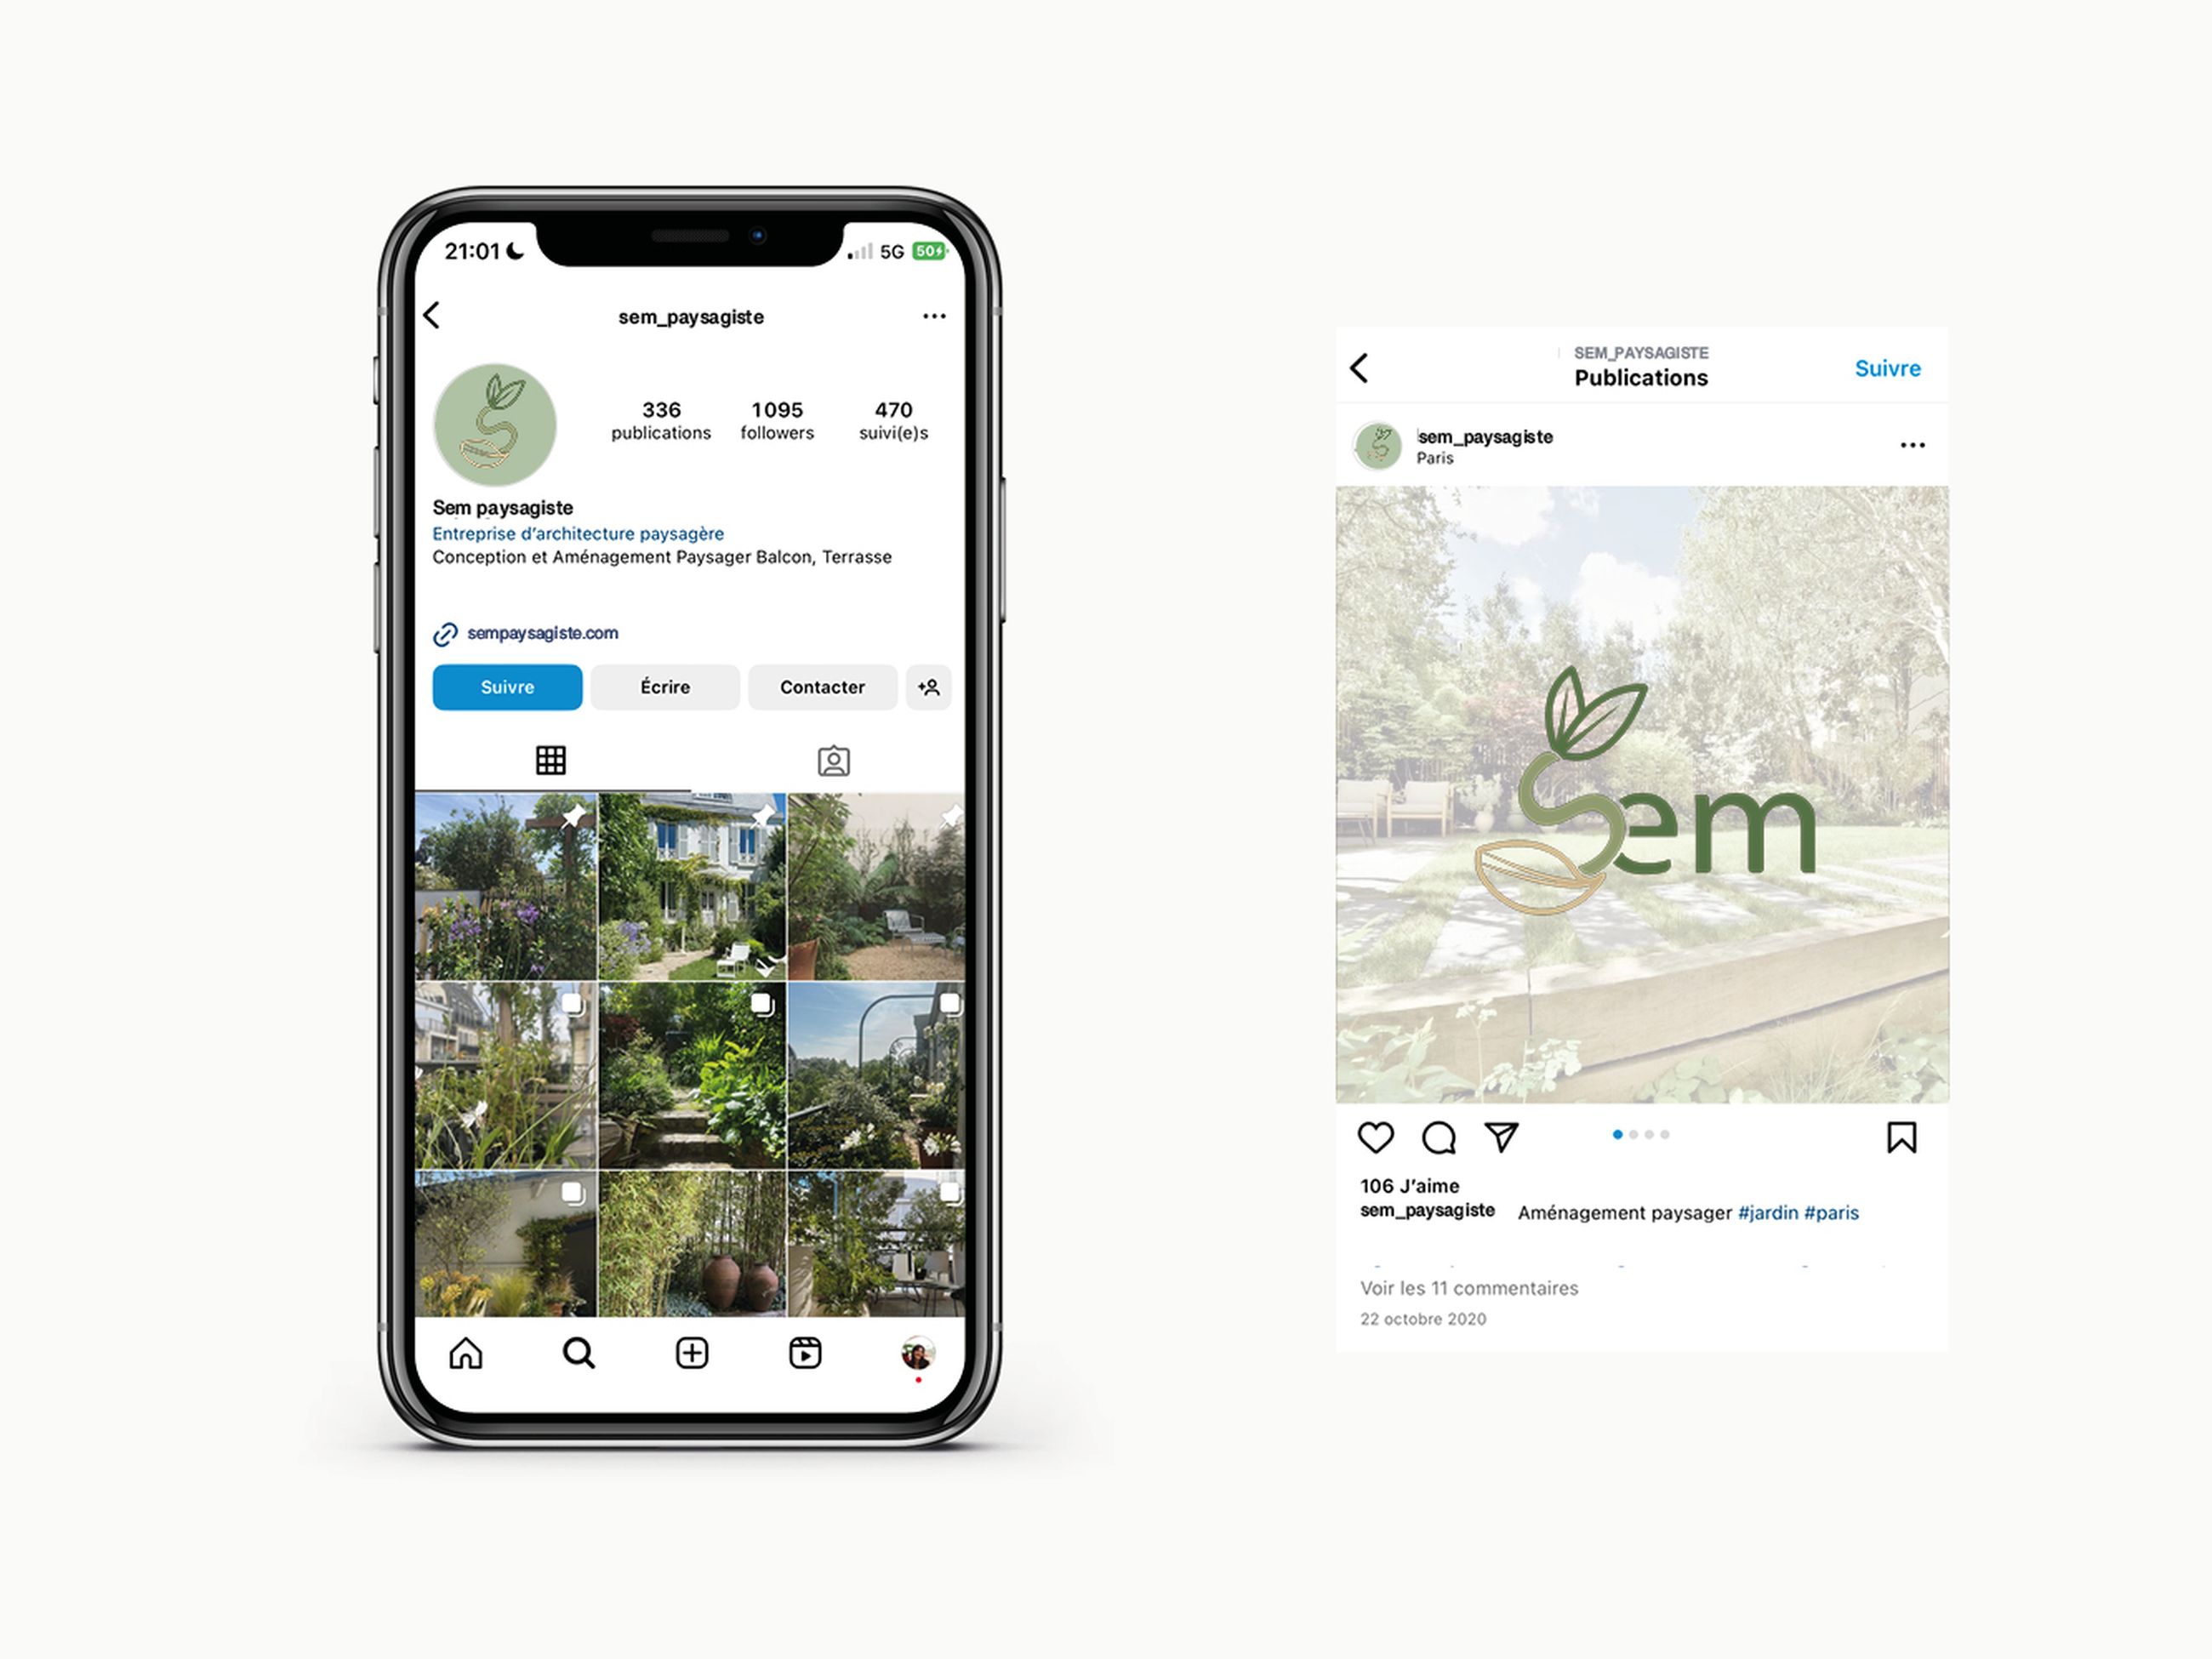 21:01
5G
50
sem_paysagiste
336
publications
1095
followers
470
suivi(e)s
Sem paysagiste
Entreprise d’architecture paysagère
Conception et Aménagement Paysager Balcon, Terrasse
sempaysagiste.com
Suivre
Écrire
Contacter
SEM_PAYSAGISTE
Publications
Suivre
sem_paysagiste
Paris
Sem
106 J’aime
sem_paysagiste Aménagement paysager #jardin #paris
Voir les 11 commentaires
22 octobre 2020